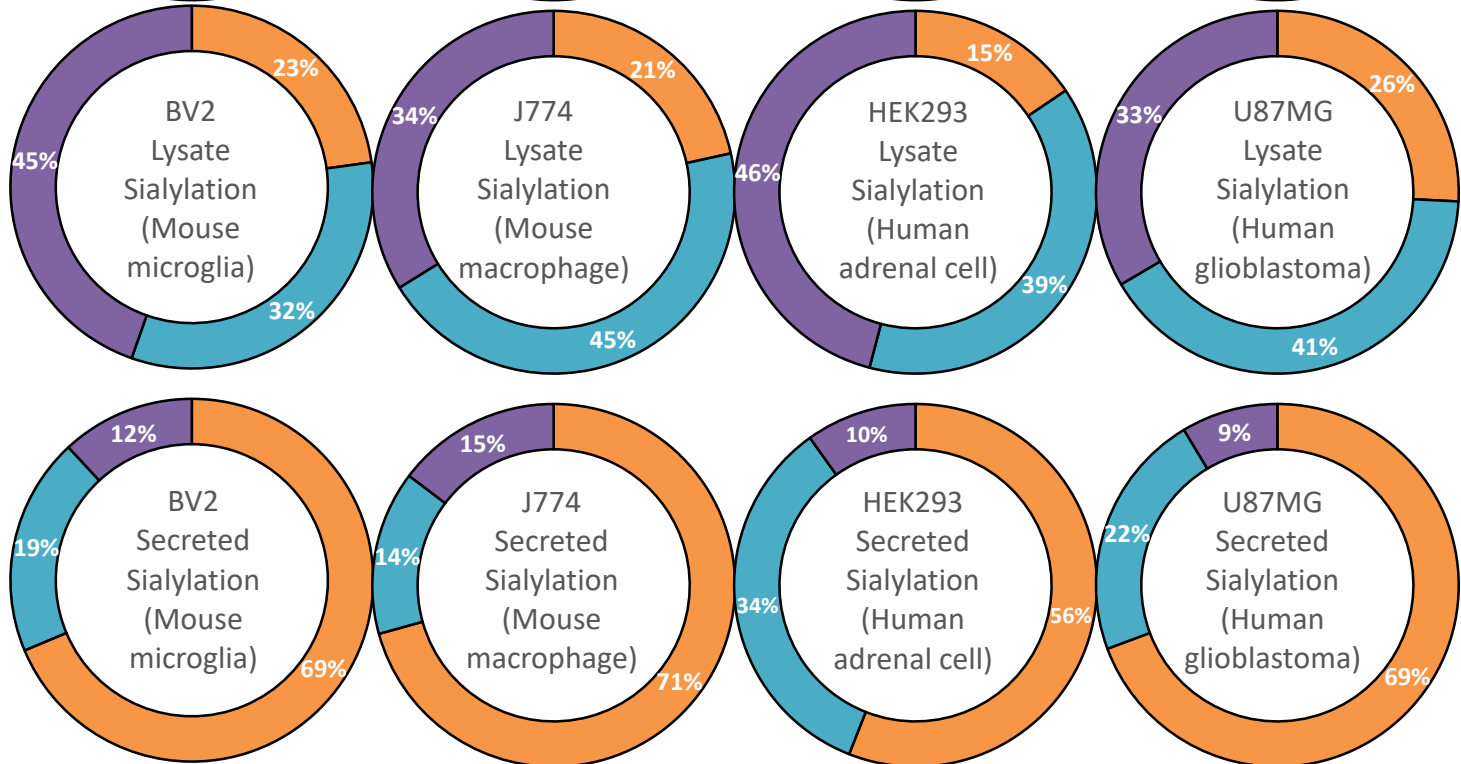 23%
45%
32%
BV2
Lysate
Sialylation
(Mouse
microglia)
21%
34%
45%
J774
Lysate
Sialylation
(Mouse
macrophage)
15%
46%
39%
HEK293
Lysate
Sialylation
(Human
adrenal cell)
26%
33%
41%
U87MG
Lysate
Sialylation
(Human
glioblastoma)
12%
19%
69%
BV2
Secreted
Sialylation
(Mouse
microglia)
15%
14%
71%
J774
Secreted
Sialylation
(Mouse
macrophage)
10%
34%
56%
HEK293
Secreted
Sialylation
(Human
adrenal cell)
9%
22%
69%
U87MG
Secreted
Sialylation
(Human
glioblastoma)